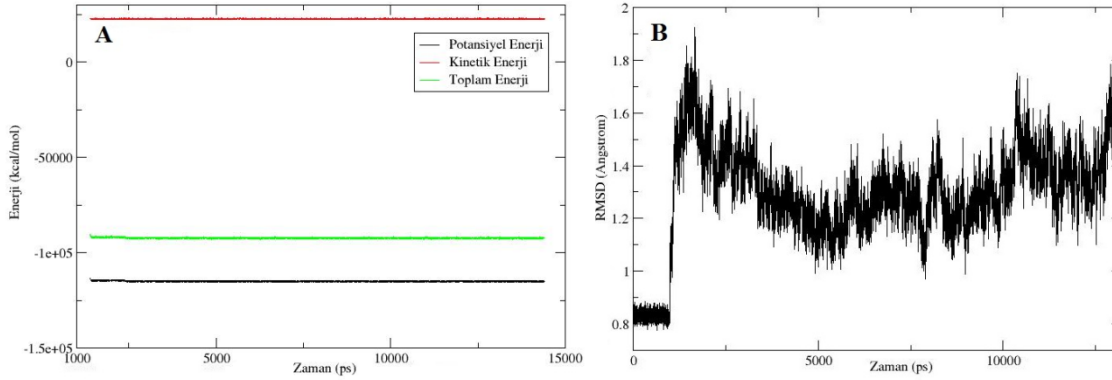 A
Potansiyel Enerji
Kinetik Enerji
Toplam Enerji
0
-50000
-1e+05
-1.5e+05
Enerji (kcal/mol)
1000
5000
10000
15000
Zaman (ps)
B
2
1.8
1.6
1.4
1.2
1
0.8
RMSD (Angstrom)
0
5000
10000
Zaman (ps)